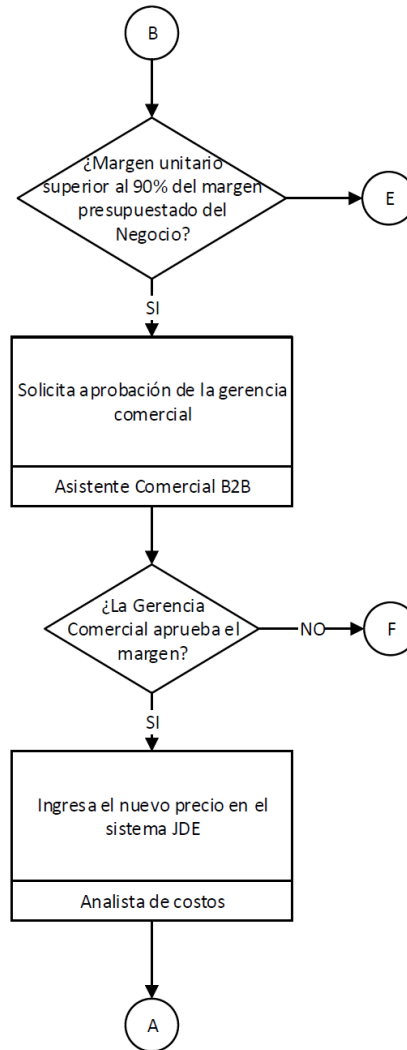 B
¿Margen unitario
superior al 90% del margen
presupuestado del
Negocio?
E
SI
Solicita aprobación de la gerencia
comercial
Asistente Comercial B2B
¿La Gerencia
Comercial aprueba el
margen?
NO
F
SI
Ingresa el nuevo precio en el
sistema JDE
Analista de costos
A